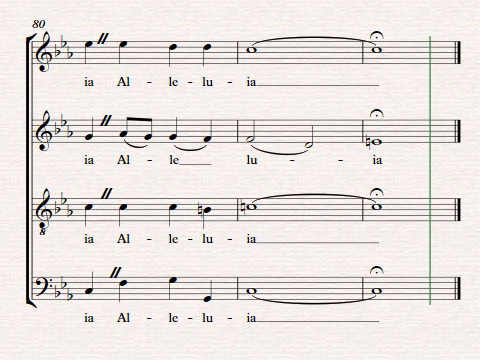 80
ia Al - le - lu - ia
ia Al - le lu - - ia
ia Al - le - lu - ia
8
ia Al - le - lu - ia